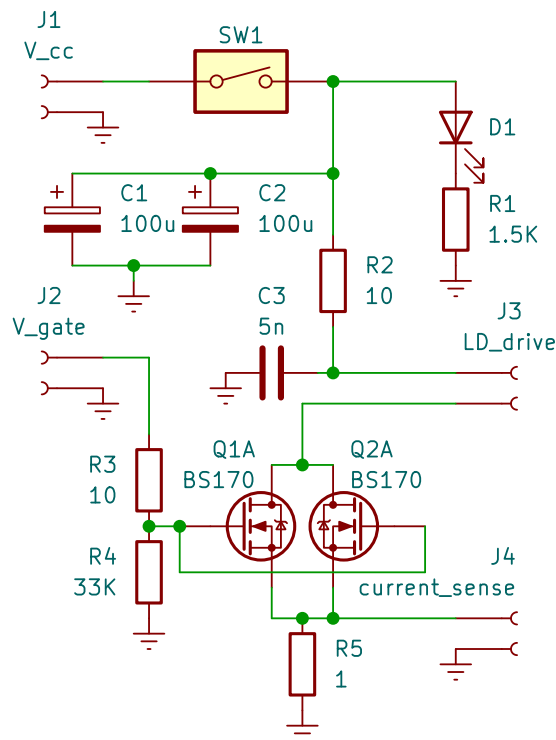 J1
V_cc
SW1
D1
+
C1
100u
+
C2
100u
R1
1.5K
R2
10
J2
V_gate
C3
5n
J3
LD_drive
Q1A
BS170
Q2A
BS170
R3
10
R4
33K
J4
current_sense
R5
1